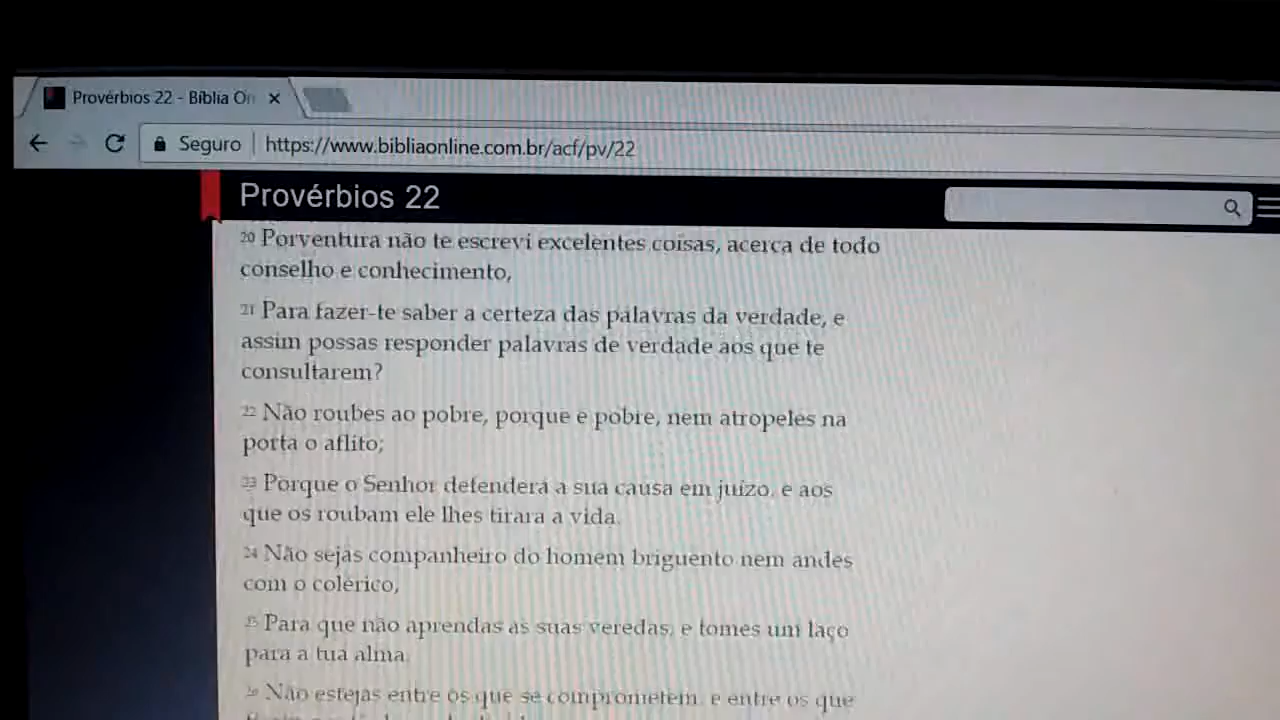 Provérbios 22 - Bíblia On
Seguro https://www.bibliaonline.com.br/acf/pv/22
Provérbios 22
20 Porventura não te escrevi excelentes coisas, acerca de todo
conselho e conhecimento,
21 Para fazer-te saber a certeza das palavras da verdade, e
assim possas responder palavras de verdade aos que te
consultarem?
22 Não roubes ao pobre, porque é pobre, nem atropeles na
porta o aflito;
23 Porque o Senhor defenderá a sua causa em juízo, e aos
que os roubam ele lhes tirará a vida.
24 Não sejas companheiro do homem briguento nem andes
com o colérico,
25 Para que não aprendas as suas veredas, e tomes um laço
para a tua alma.
26 Não estejas entre os que se comprometem, e entre os que